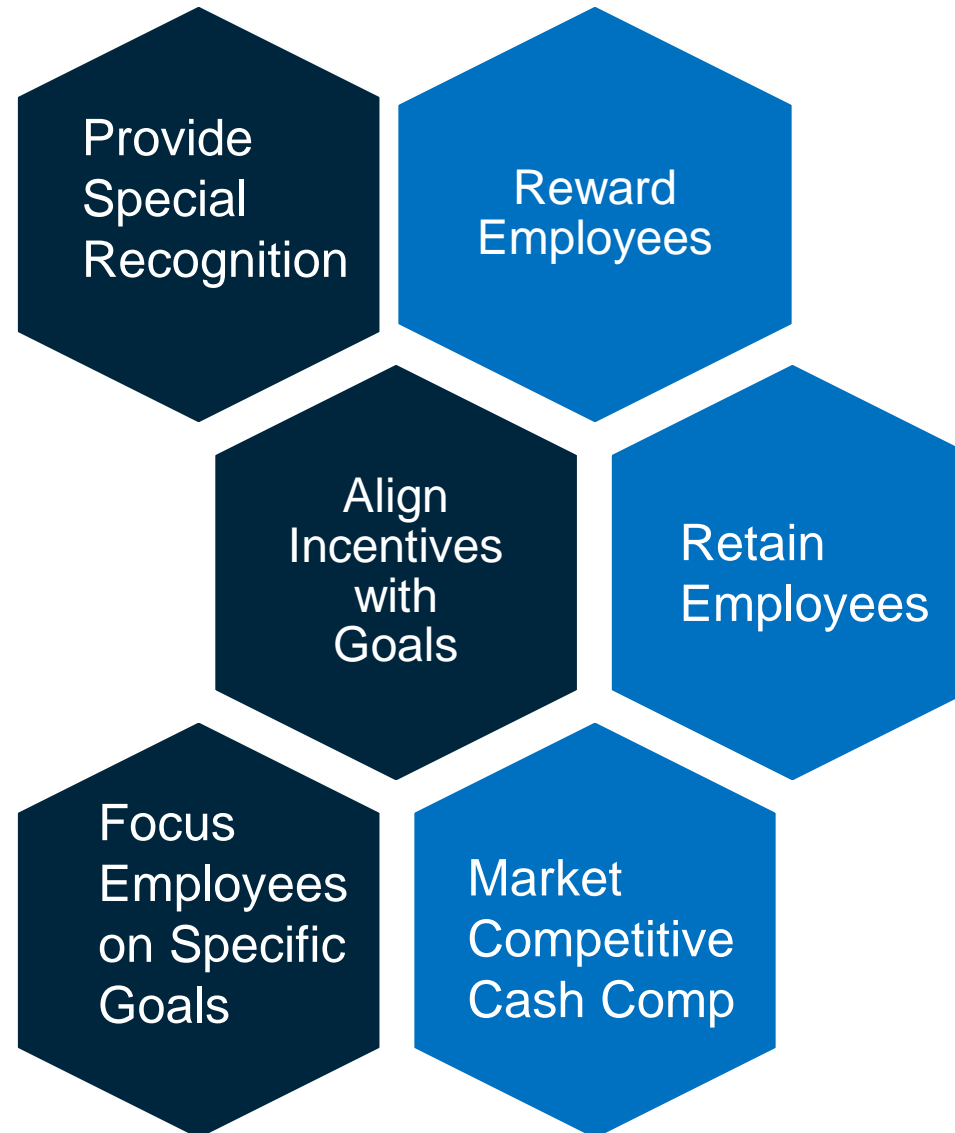 Provide
Special
Recognition
Reward
Employees
Align
Incentives
with
Goals
Retain
Employees
Focus
Employees
on Specific
Goals
Market
Competitive
Cash Comp